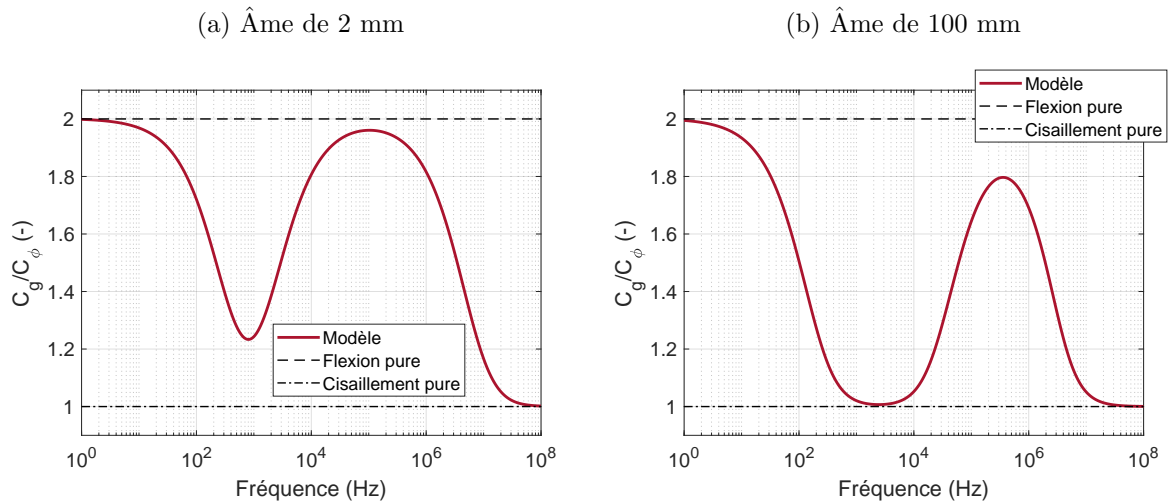 (a) Âme de 2 mm
2
1.8
1.6
1.4
1.2
1
C_g/C_ϕ (-)
10^0 10^2 10^4 10^6 10^8
Fréquence (Hz)
Modèle
Flexion pure
Cisaillement pure
(b) Âme de 100 mm
2
1.8
1.6
1.4
1.2
1
C_g/C_ϕ (-)
10^0 10^2 10^4 10^6 10^8
Fréquence (Hz)
Modèle
Flexion pure
Cisaillement pure